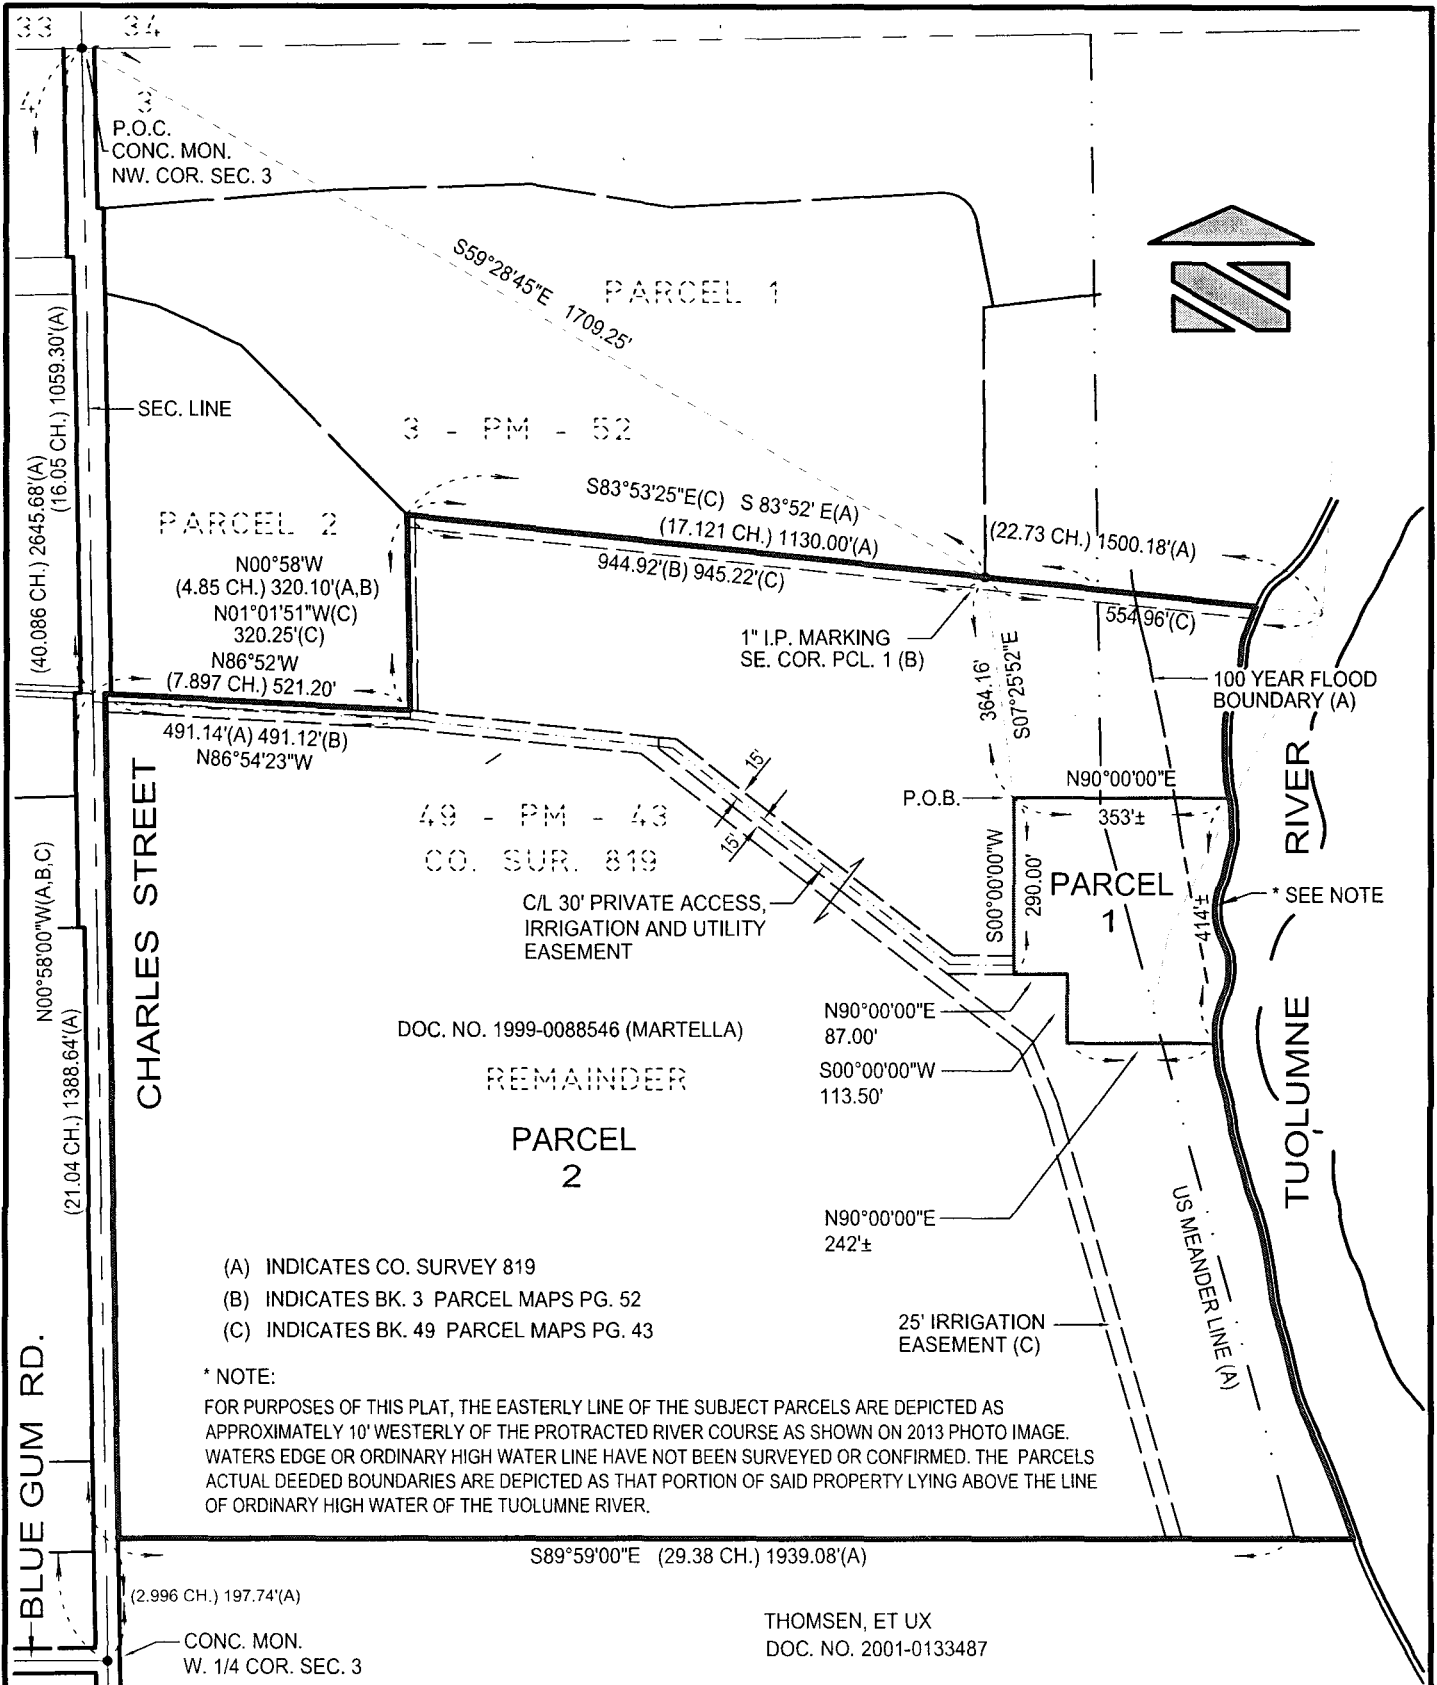 33 34
4 3
P.O.C.
CONC. MON.
NW. COR. SEC. 3
S59°28'45"E 1709.25'
PARCEL 1
(40.086 CH.) 2645.68'(A)
(16.05 CH.) 1059.30'(A)
SEC. LINE
3 - PM - 52
S83°53'25"E(C) S 83°52' E(A)
(17.121 CH.) 1130.00'(A)
944.92'(B) 945.22'(C)
(22.73 CH.) 1500.18'(A)
554.96'(C)
PARCEL 2
N00°58'W
(4.85 CH.) 320.10'(A,B)
N01°01'51"W(C)
320.25'(C)
N86°52'W
(7.897 CH.) 521.20'
491.14'(A) 491.12'(B)
N86°54'23"W
1" I.P. MARKING
SE. COR. PCL. 1 (B)
364.16'
S07°25'52"E
100 YEAR FLOOD
BOUNDARY (A)
N90°00'00"E
353'±
P.O.B.
S00°00'00"W
290.00'
PARCEL
1
414'±
* SEE NOTE
TUOLUMNE RIVER
15'
15'
49 - PM - 43
CO. SUR. 819
C/L 30' PRIVATE ACCESS,
IRRIGATION AND UTILITY
EASEMENT
CHARLES STREET
N00°58'00"W(A,B,C)
(21.04 CH.) 1388.64'(A)
DOC. NO. 1999-0088546 (MARTELLA)
REMAINDER
PARCEL
2
N90°00'00"E
87.00'
S00°00'00"W
113.50'
N90°00'00"E
242'±
US MEANDER LINE (A)
25' IRRIGATION
EASEMENT (C)
(A) INDICATES CO. SURVEY 819
(B) INDICATES BK. 3 PARCEL MAPS PG. 52
(C) INDICATES BK. 49 PARCEL MAPS PG. 43
* NOTE:
FOR PURPOSES OF THIS PLAT, THE EASTERLY LINE OF THE SUBJECT PARCELS ARE DEPICTED AS
APPROXIMATELY 10' WESTERLY OF THE PROTRACTED RIVER COURSE AS SHOWN ON 2013 PHOTO IMAGE.
WATERS EDGE OR ORDINARY HIGH WATER LINE HAVE NOT BEEN SURVEYED OR CONFIRMED. THE PARCELS
ACTUAL DEEDED BOUNDARIES ARE DEPICTED AS THAT PORTION OF SAID PROPERTY LYING ABOVE THE LINE
OF ORDINARY HIGH WATER OF THE TUOLUMNE RIVER.
BLUE GUM RD.
S89°59'00"E (29.38 CH.) 1939.08'(A)
(2.996 CH.) 197.74'(A)
CONC. MON.
W. 1/4 COR. SEC. 3
THOMSEN, ET UX
DOC. NO. 2001-0133487